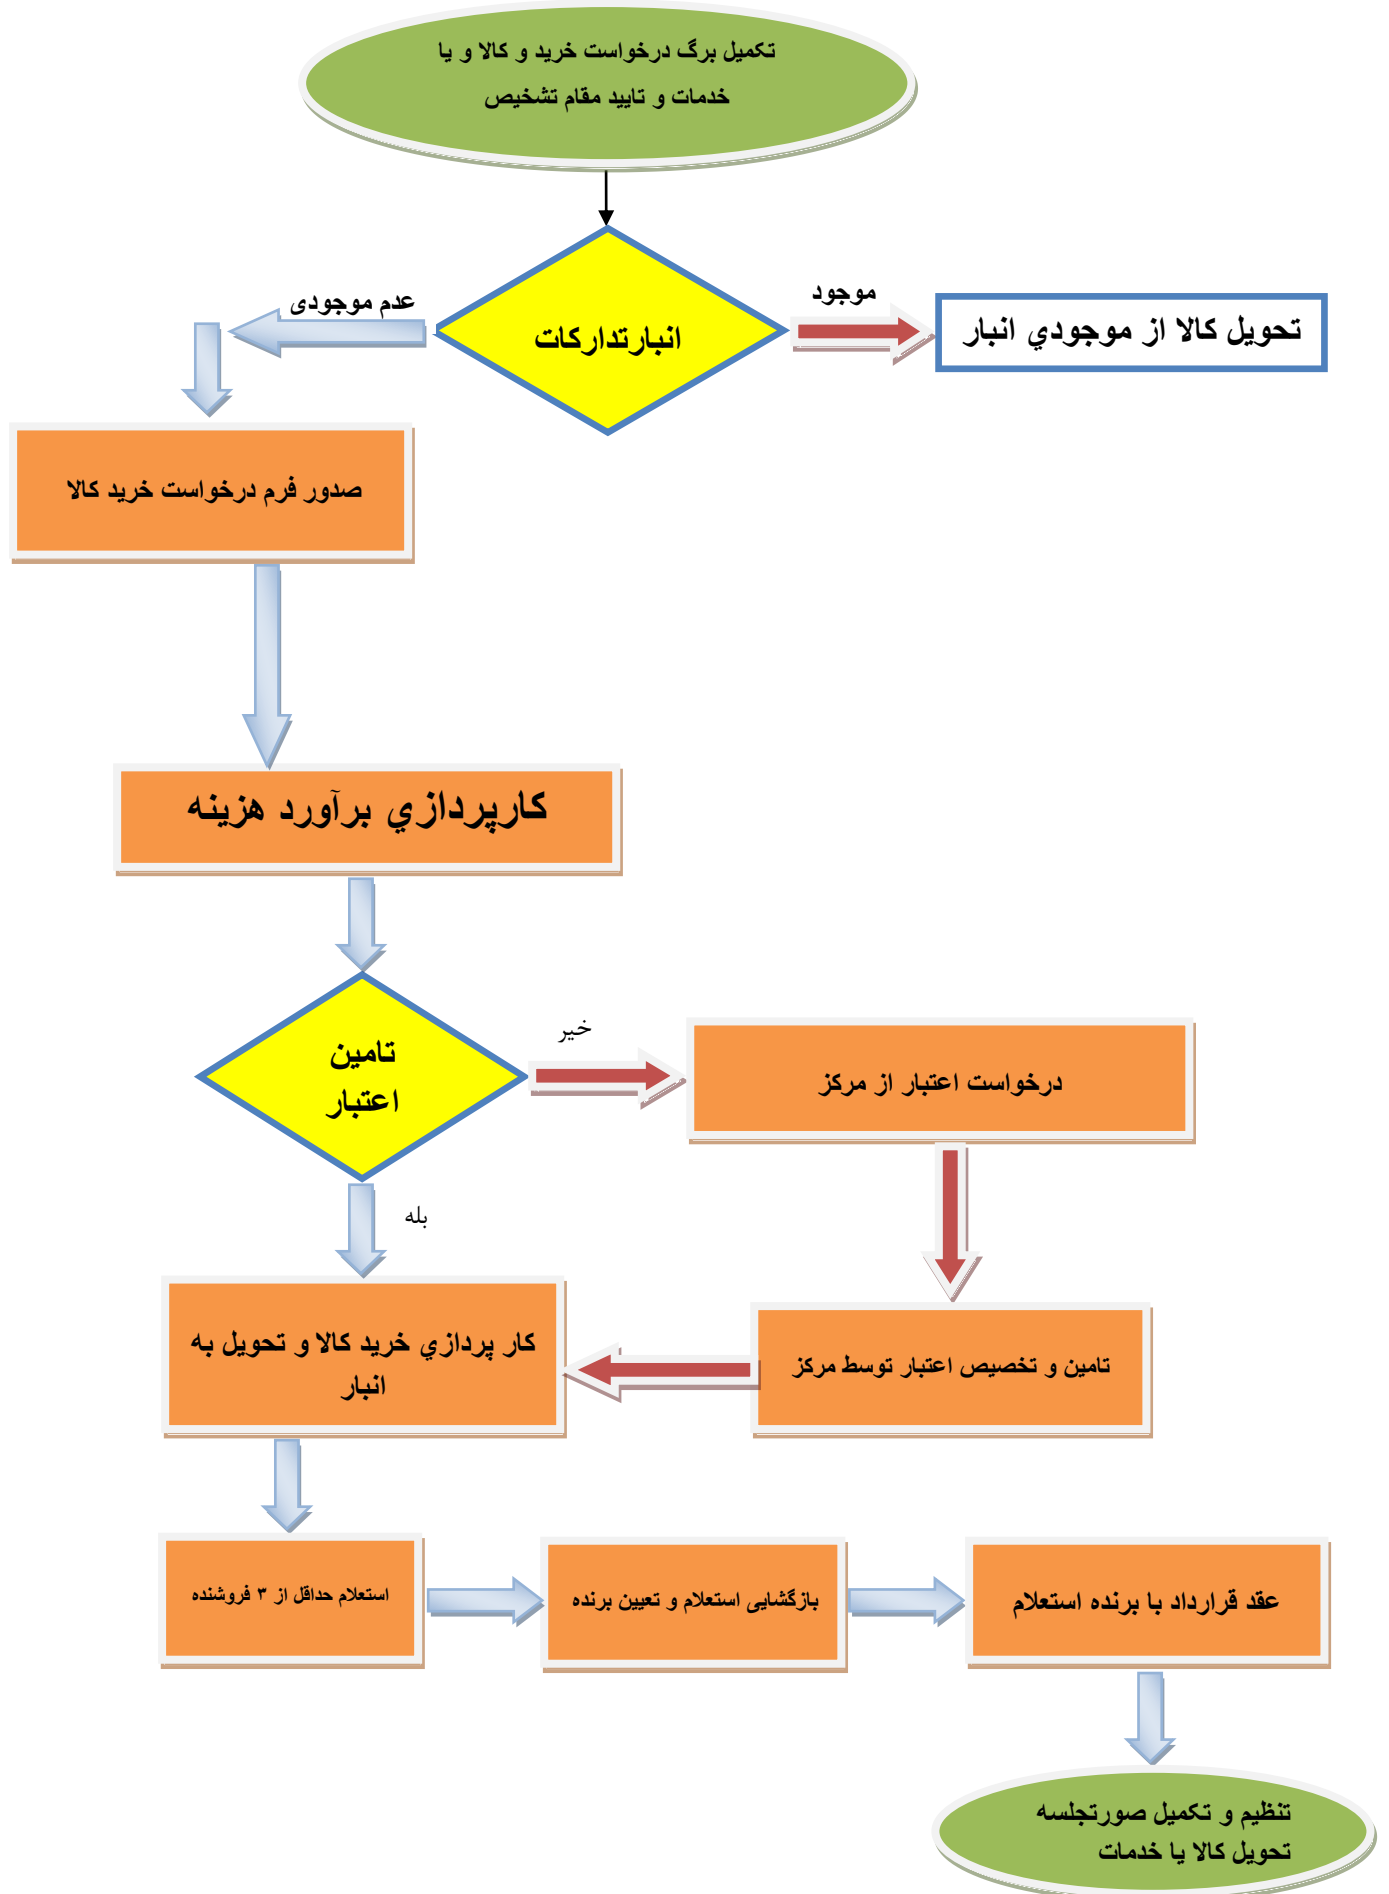 تکمیل برگ درخواست خرید و کالا و یا
خدمات و تایید مقام تشخیص
موجود
عدم موجودی
انبارتدارکات
تحویل کالا از موجودي انبار
صدور فرم درخواست خرید کالا
کارپردازي برآورد هزینه
تامین
اعتبار
خیر
درخواست اعتبار از مرکز
بله
کار پردازي خرید کالا و تحویل به
انبار
تامین و تخصیص اعتبار توسط مرکز
استعلام حداقل از ۳ فروشنده
بازگشایی استعلام و تعیین برنده
عقد قرارداد با برنده استعلام
تنظیم و تکمیل صورتجلسه
تحویل کالا یا خدمات